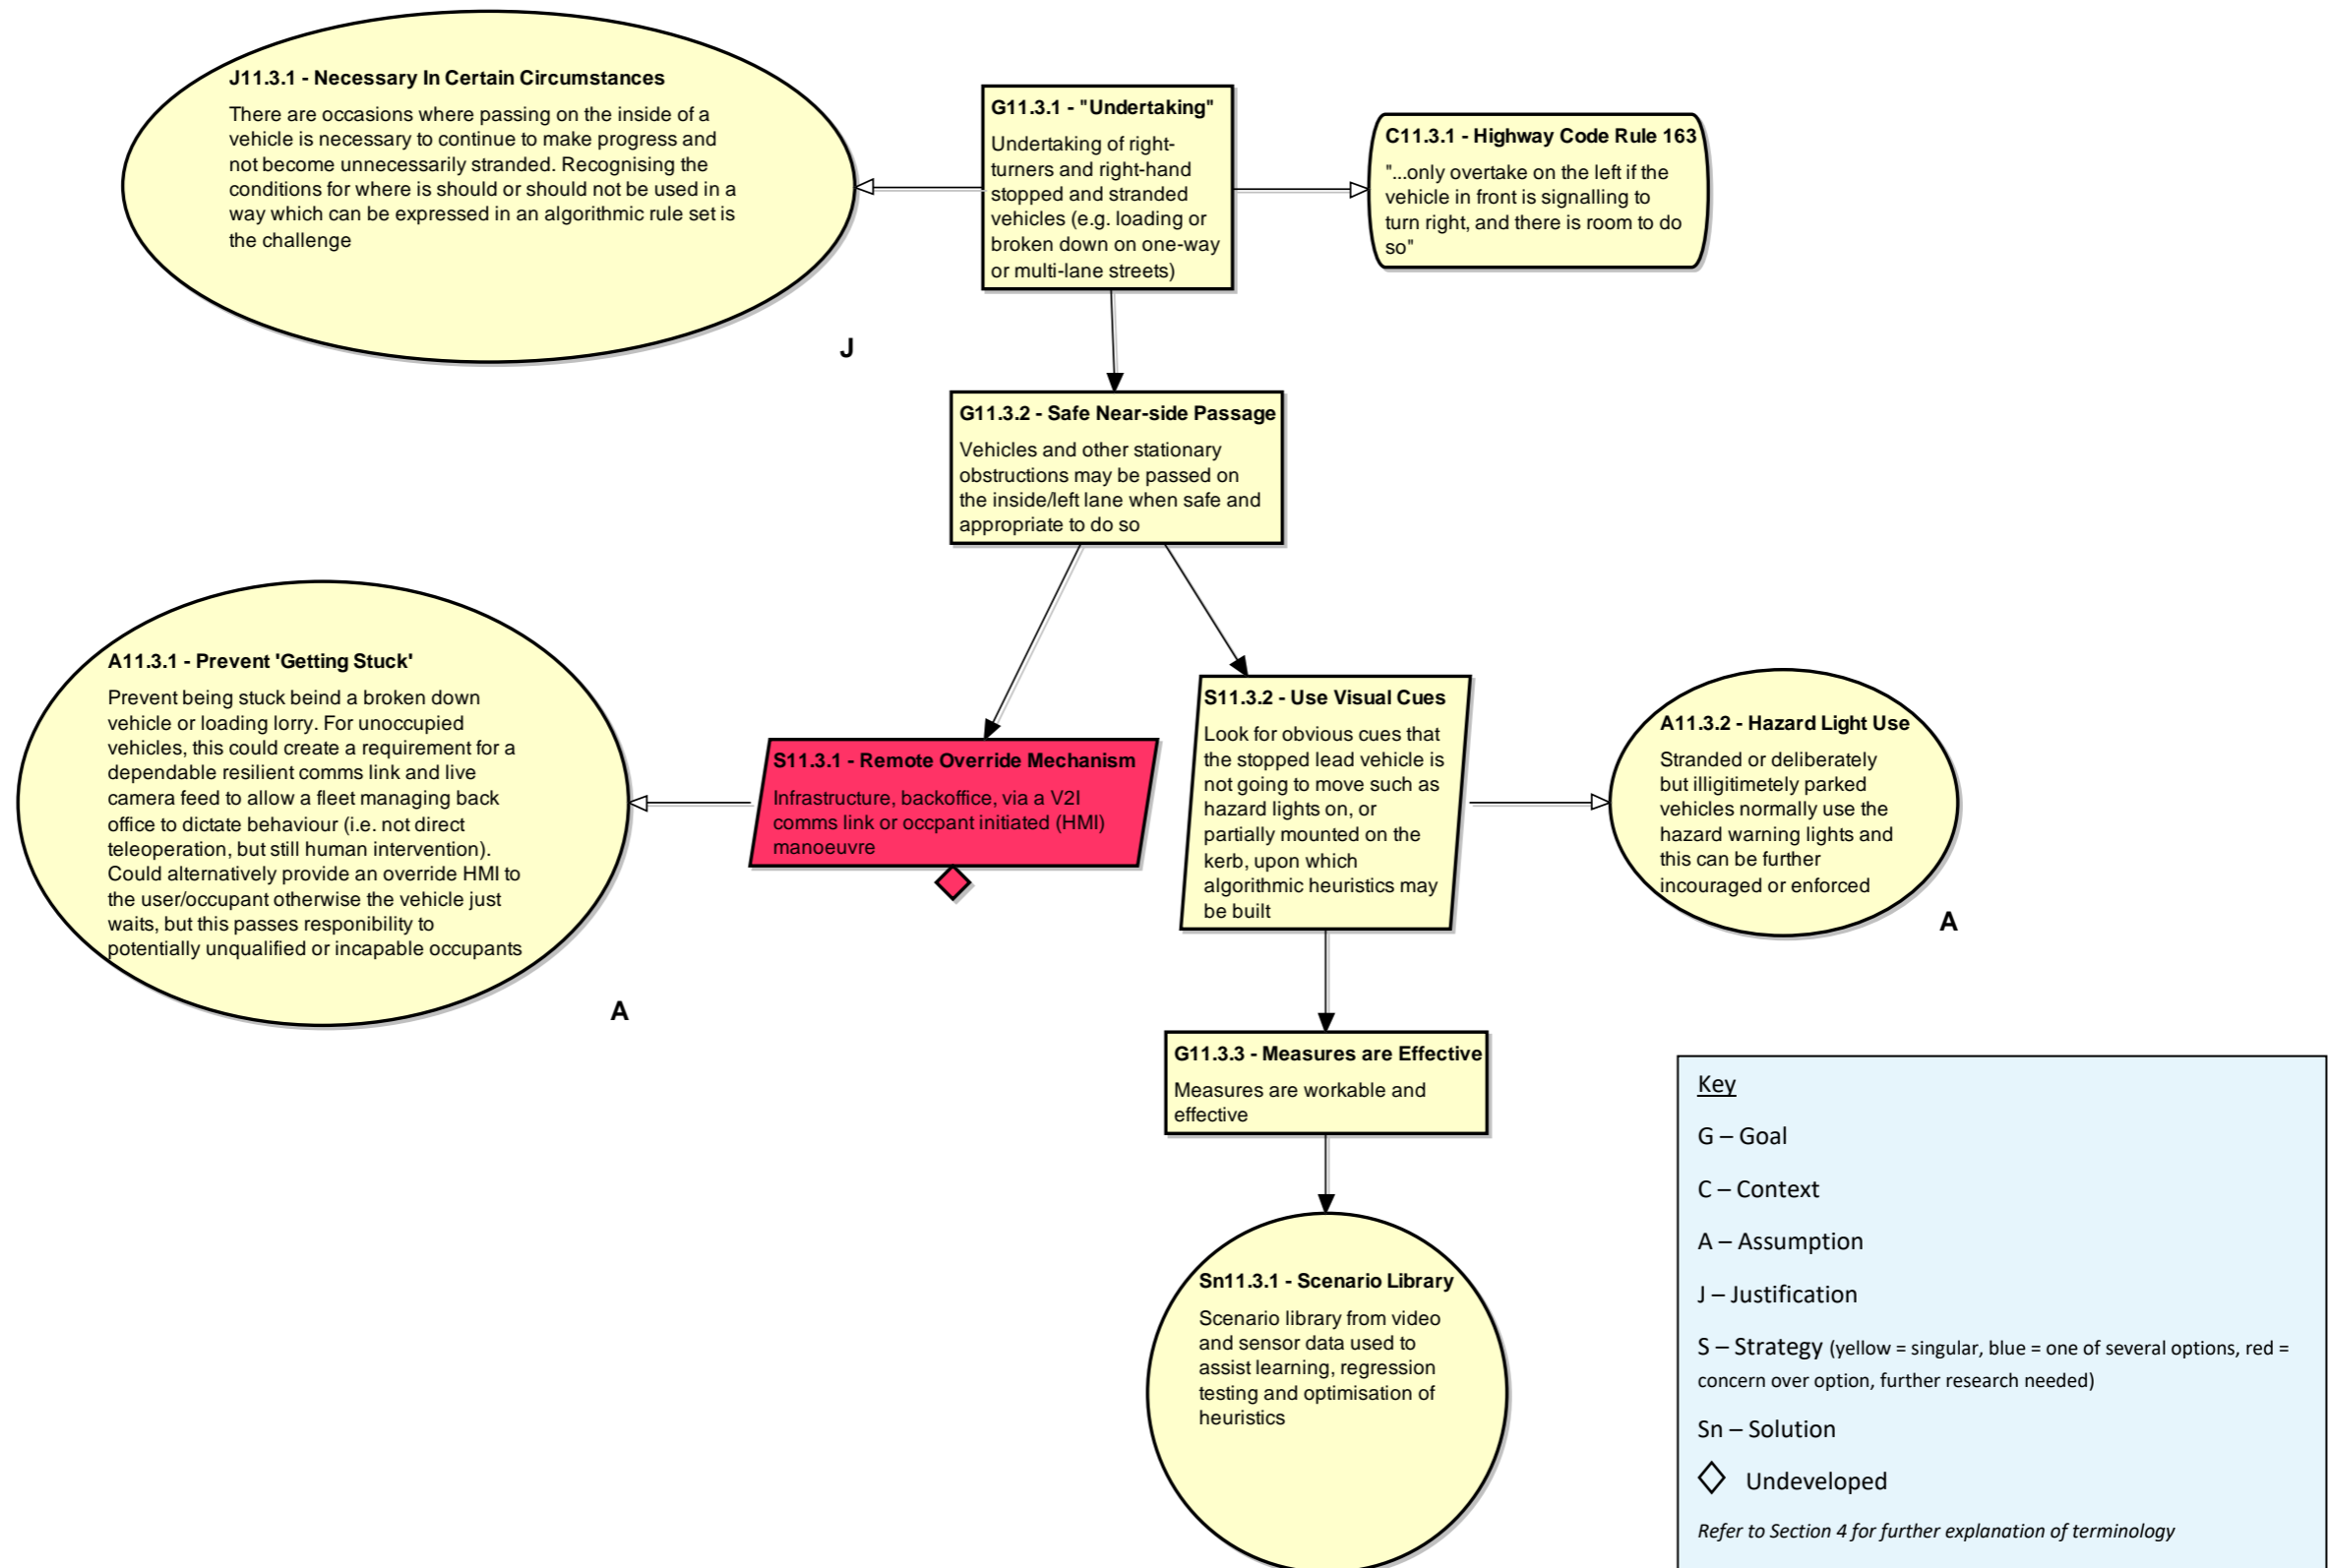 J11.3.1 - Necessary In Certain Circumstances
There are occasions where passing on the inside of a
vehicle is necessary to continue to make progress and
not become unnecessarily stranded. Recognising the
conditions for where is should or should not be used in a
way which can be expressed in an algorithmic rule set is
the challenge
J
G11.3.1 - "Undertaking"
Undertaking of right-
turners and right-hand
stopped and stranded
vehicles (e.g. loading or
broken down on one-way
or multi-lane streets)
C11.3.1 - Highway Code Rule 163
"...only overtake on the left if the
vehicle in front is signalling to
turn right, and there is room to do
so"
G11.3.2 - Safe Near-side Passage
Vehicles and other stationary
obstructions may be passed on
the inside/left lane when safe and
appropriate to do so
A11.3.1 - Prevent 'Getting Stuck'
Prevent being stuck beind a broken down
vehicle or loading lorry. For unoccupied
vehicles, this could create a requirement for a
dependable resilient comms link and live
camera feed to allow a fleet managing back
office to dictate behaviour (i.e. not direct
teleoperation, but still human intervention).
Could alternatively provide an override HMI to
the user/occupant otherwise the vehicle just
waits, but this passes responibility to
potentially unqualified or incapable occupants
A
S11.3.1 - Remote Override Mechanism
Infrastructure, backoffice, via a V2I
comms link or occpant initiated (HMI)
manoeuvre
S11.3.2 - Use Visual Cues
Look for obvious cues that
the stopped lead vehicle is
not going to move such as
hazard lights on, or
partially mounted on the
kerb, upon which
algorithmic heuristics may
be built
A11.3.2 - Hazard Light Use
Stranded or deliberately
but illigitimetely parked
vehicles normally use the
hazard warning lights and
this can be further
incouraged or enforced
A
G11.3.3 - Measures are Effective
Measures are workable and
effective
Sn11.3.1 - Scenario Library
Scenario library from video
and sensor data used to
assist learning, regression
testing and optimisation of
heuristics
Key
G – Goal
C – Context
A – Assumption
J – Justification
S – Strategy (yellow = singular, blue = one of several options, red =
concern over option, further research needed)
Sn – Solution
Undeveloped
Refer to Section 4 for further explanation of terminology